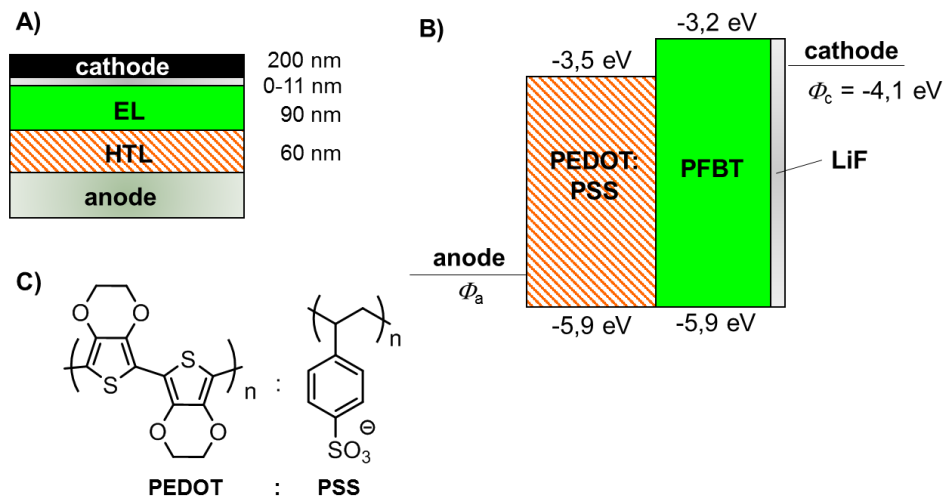 A)
cathode
200 nm
0-11 nm
EL
90 nm
HTL
60 nm
anode
B)
-3,2 eV
-3,5 eV
cathode
Φc = -4,1 eV
PEDOT:
PSS
PFBT
LiF
anode
Φa
-5,9 eV
-5,9 eV
C)
O
O
S
S
n
O
O
:
n
⊖
SO3
PEDOT : PSS